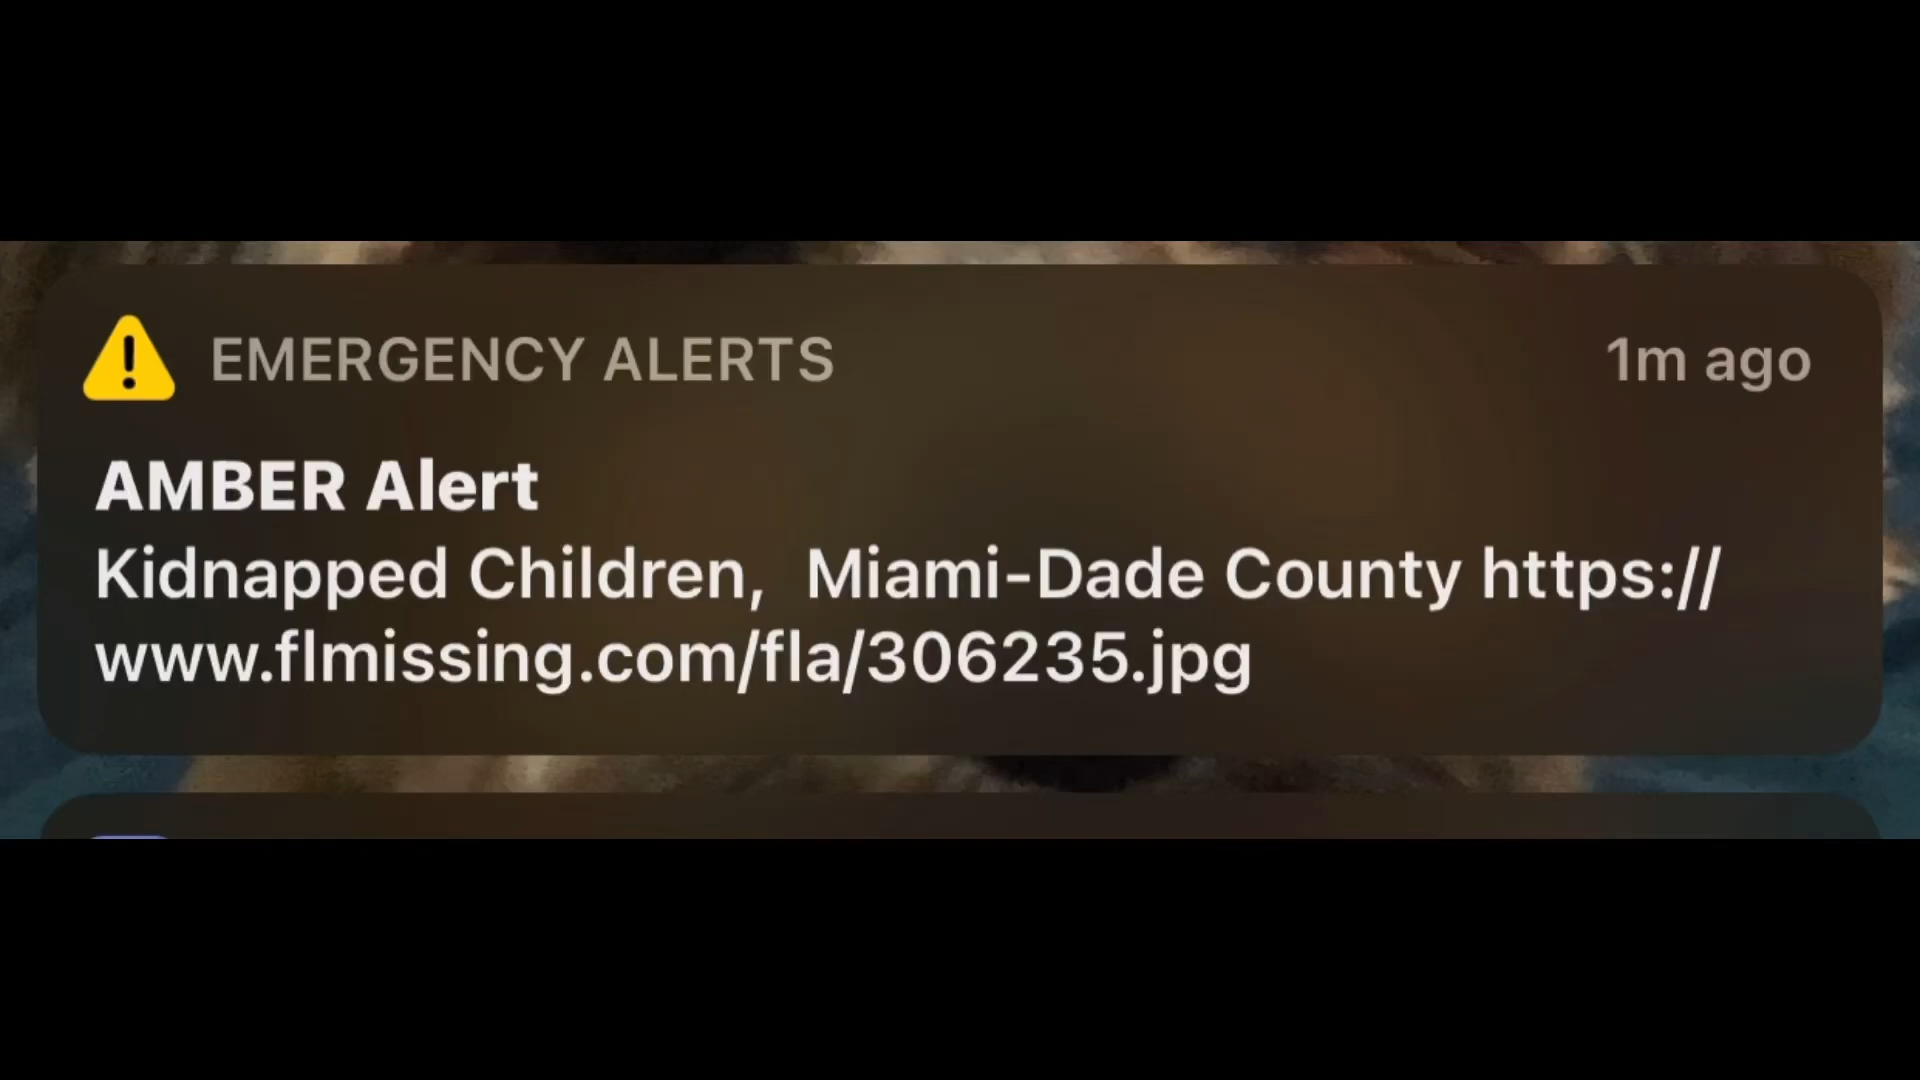 EMERGENCY ALERTS
1m ago
AMBER Alert
Kidnapped Children,  Miami-Dade County https://
www.flmissing.com/fla/306235.jpg